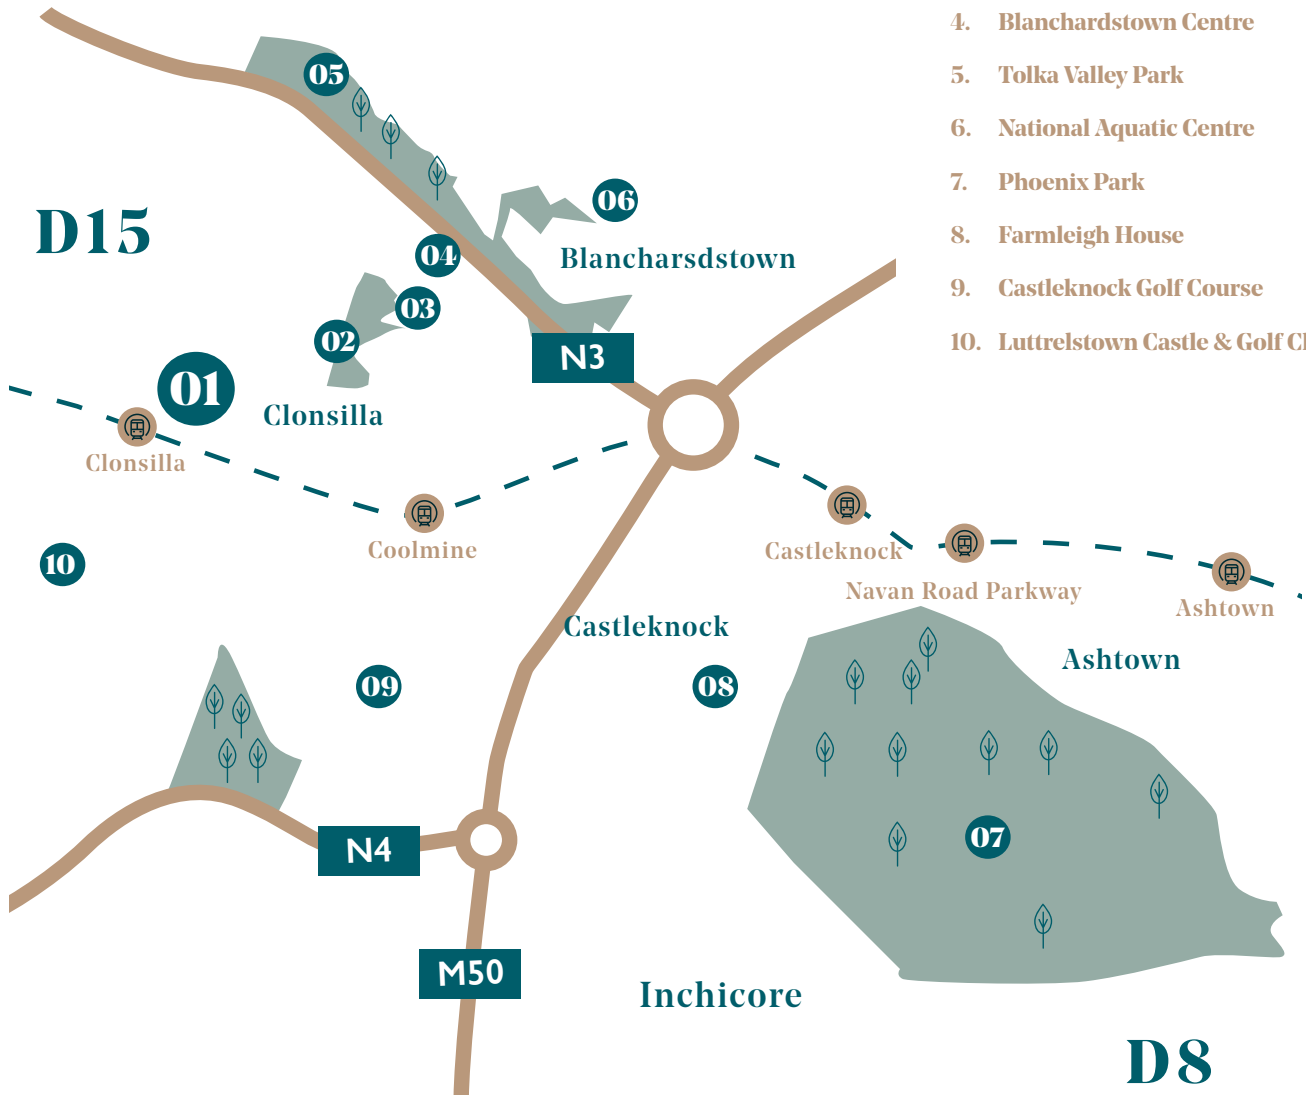 4. Blanchardstown Centre
05
5. Tolka Valley Park
6. National Aquatic Centre
7. Phoenix Park
06
D15
8. Farmleigh House
04
Blancharsdstown
9. Castleknock Golf Course
03
02
10. Luttrelstown Castle & Golf Cl
N3
01
Clonsilla
Clonsilla
Coolmine
Castleknock
10
Navan Road Parkway
Ashtown
Castleknock
Ashtown
09
08
07
N4
M50
Inchicore
D8